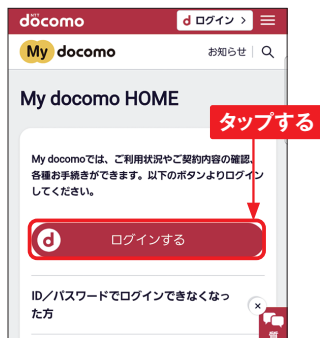 NTT
döcomo
d ログイン >
My docomo
お知らせ
My docomo HOME
タップする
My docomoでは、ご利用状況やご契約内容の確認、
各種お手続きができます。以下のボタンよりログイン
してください。
d ログインする
ID／パスワードでログインできなくなっ
た方
質